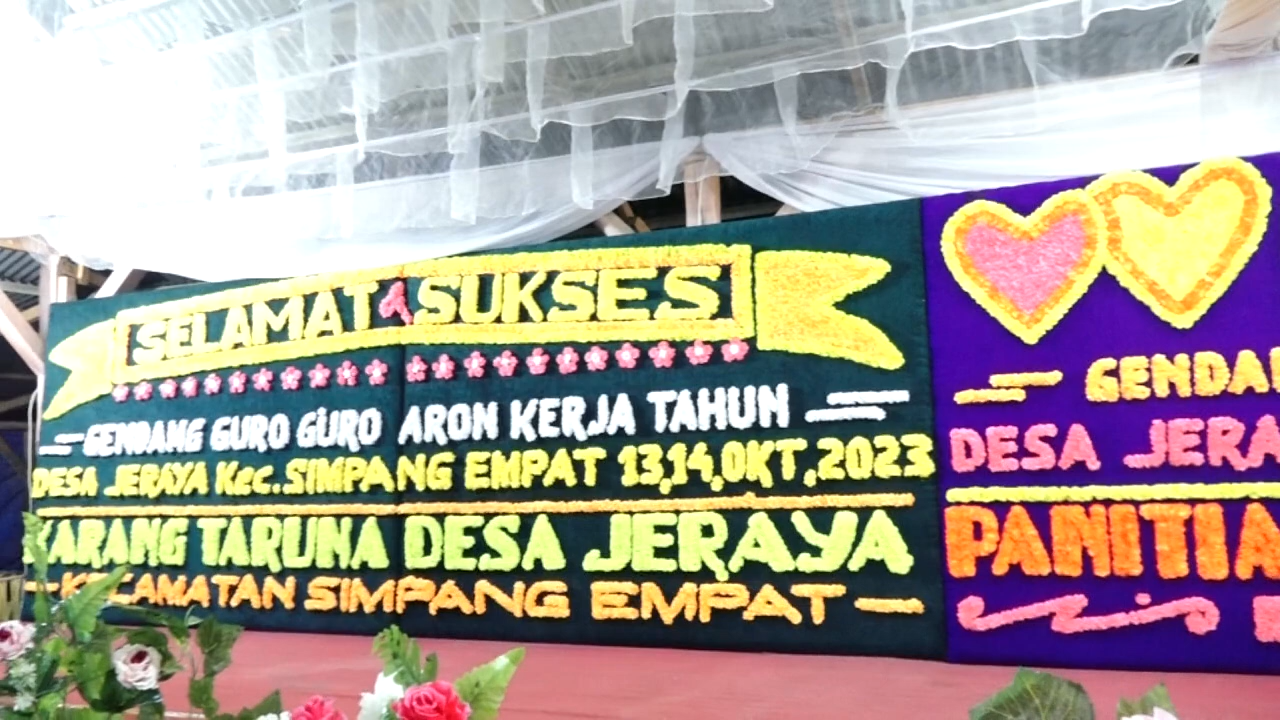 SELAMAT & SUKSES
GENDANG GURO GURO ARON KERJA TAHUN
DESA JERAYA Kec. SIMPANG EMPAT 13,14,OKT,2023
KARANG TARUNA DESA JERAYA
KECAMATAN SIMPANG EMPAT
GENDA
DESA JERA
PANITIA